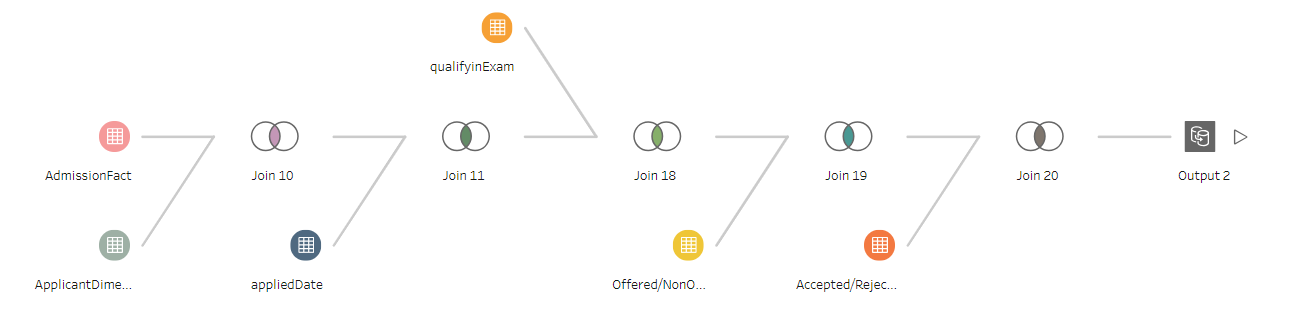 qualifyinExam
AdmissionFact
Join 10
Join 11
Join 18
Join 19
Join 20
Output 2
ApplicantDime...
appliedDate
Offered/NonO...
Accepted/Rejec...